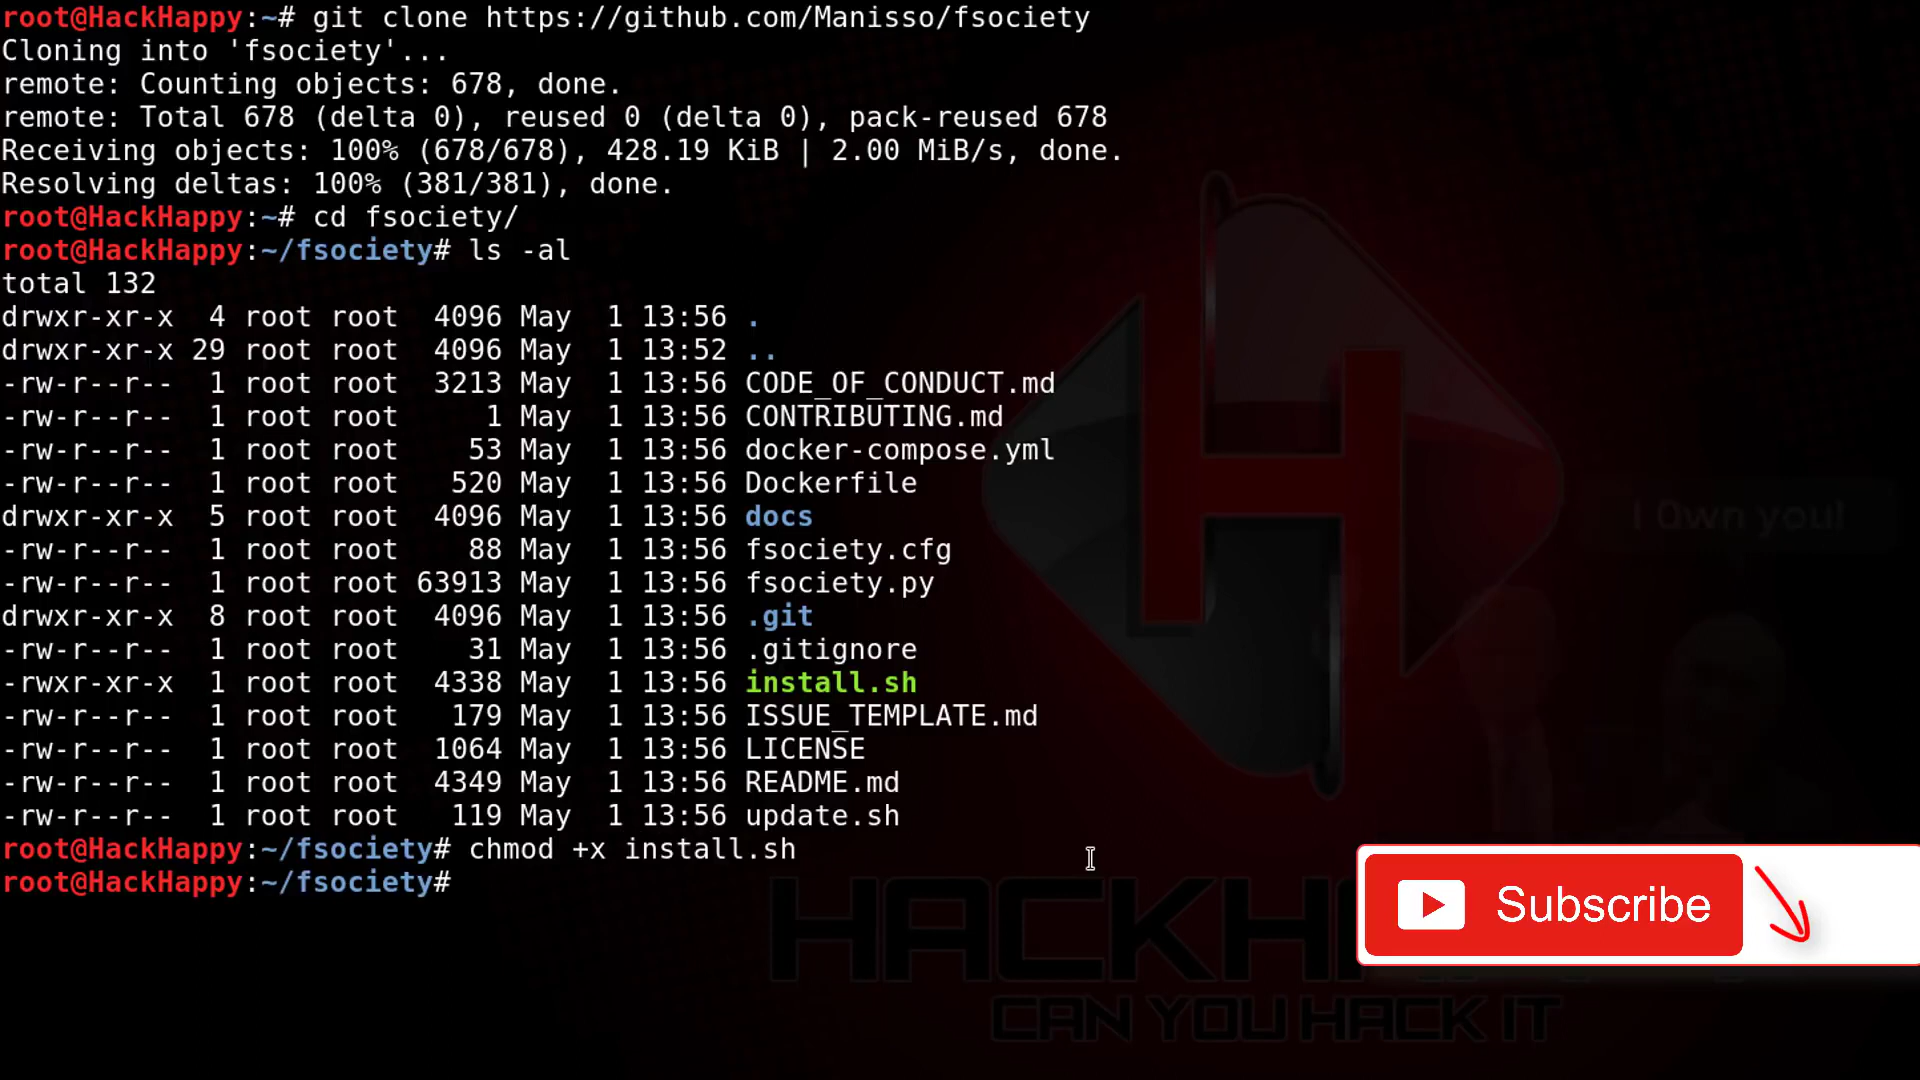 root@HackHappy:~# git clone https://github.com/Manisso/fsociety
Cloning into 'fsociety'...
remote: Counting objects: 678, done.
remote: Total 678 (delta 0), reused 0 (delta 0), pack-reused 678
Receiving objects: 100% (678/678), 428.19 KiB | 2.00 MiB/s, done.
Resolving deltas: 100% (381/381), done.
root@HackHappy:~# cd fsociety/
root@HackHappy:~/fsociety# ls -al
total 132
drwxr-xr-x  4 root root  4096 May  1 13:56 .
drwxr-xr-x 29 root root  4096 May  1 13:52 ..
-rw-r--r--  1 root root  3213 May  1 13:56 CODE_OF_CONDUCT.md
-rw-r--r--  1 root root     1 May  1 13:56 CONTRIBUTING.md
-rw-r--r--  1 root root    53 May  1 13:56 docker-compose.yml
-rw-r--r--  1 root root   520 May  1 13:56 Dockerfile
drwxr-xr-x  5 root root  4096 May  1 13:56 docs
-rw-r--r--  1 root root    88 May  1 13:56 fsociety.cfg
-rw-r--r--  1 root root 63913 May  1 13:56 fsociety.py
drwxr-xr-x  8 root root  4096 May  1 13:56 .git
-rw-r--r--  1 root root    31 May  1 13:56 .gitignore
-rwxr-xr-x  1 root root  4338 May  1 13:56 install.sh
-rw-r--r--  1 root root   179 May  1 13:56 ISSUE_TEMPLATE.md
-rw-r--r--  1 root root  1064 May  1 13:56 LICENSE
-rw-r--r--  1 root root  4349 May  1 13:56 README.md
-rw-r--r--  1 root root   119 May  1 13:56 update.sh
root@HackHappy:~/fsociety# chmod +x install.sh
root@HackHappy:~/fsociety#
I 0wn you!
H
Subscribe
CAN YOU HACK IT